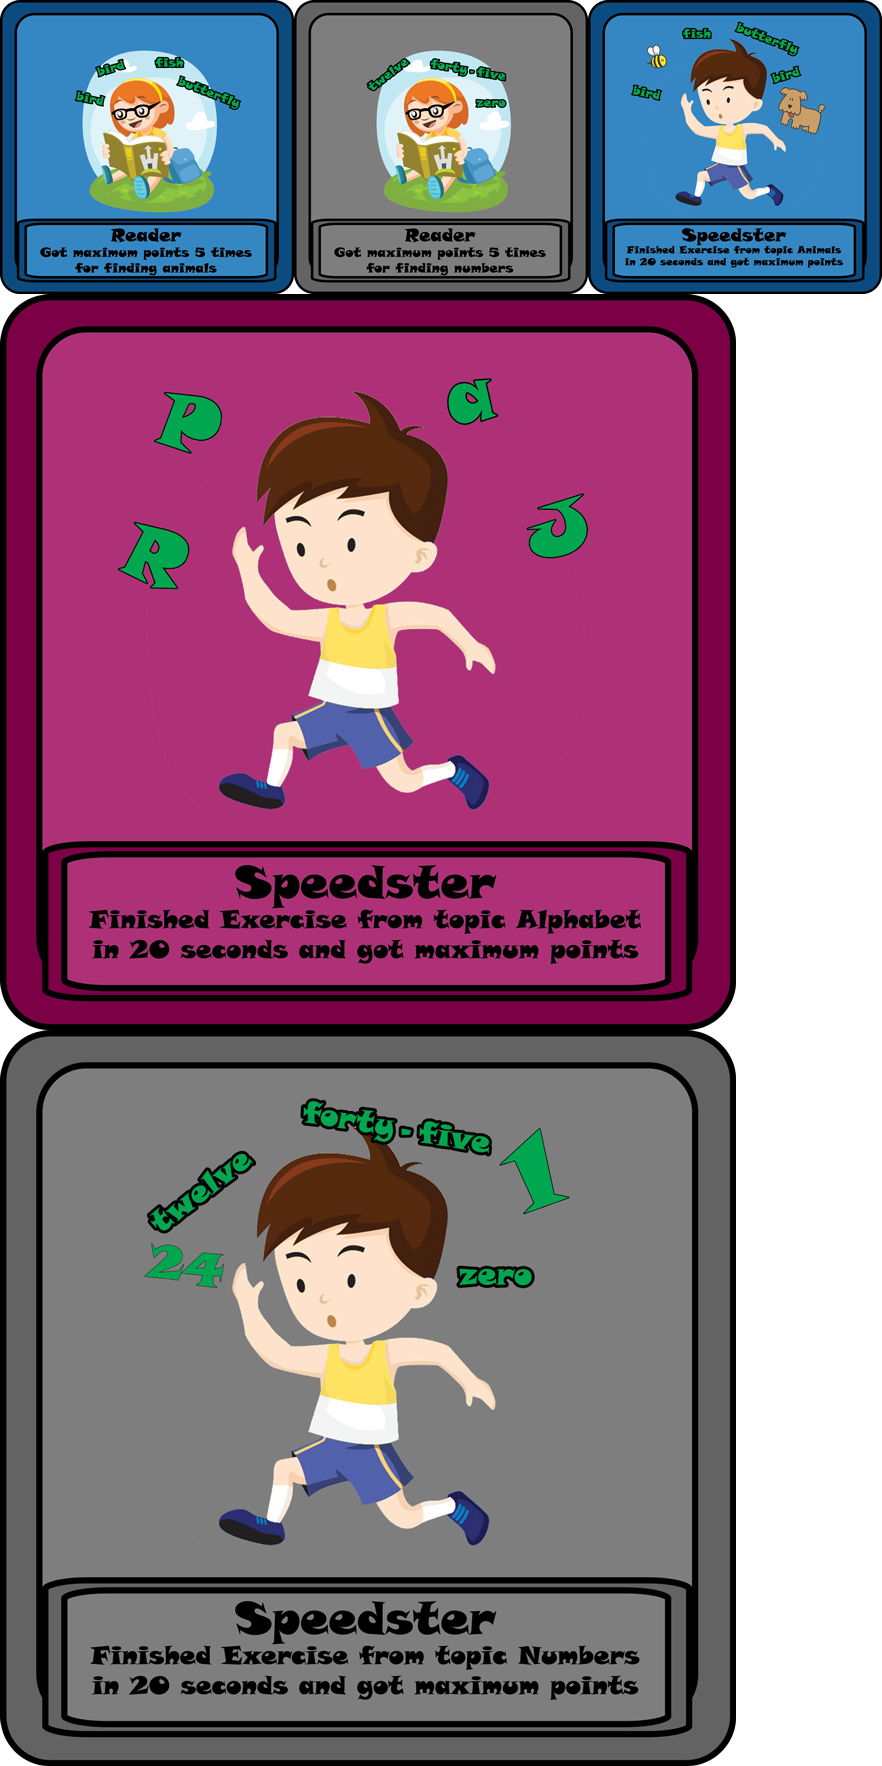 bird
fish
bird
butterfly
Reader
Got maximum points 5 times
for finding animals
twelve
forty-five
zero
Reader
Got maximum points 5 times
for finding numbers
fish
butterfly
bird
bird
Speedster
Finished Exercise from topic Animals
in 20 seconds and got maximum points
P
a
R
J
Speedster
Finished Exercise from topic Alphabet
in 20 seconds and got maximum points
forty-five
1
twelve
24
zero
Speedster
Finished Exercise from topic Numbers
in 20 seconds and got maximum points